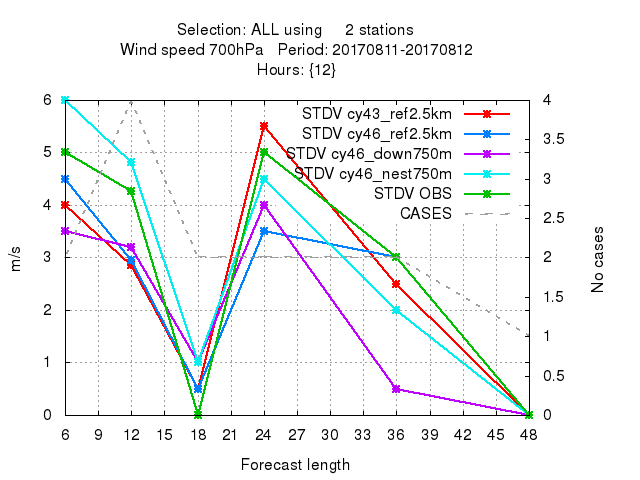 Selection: ALL using 2 stations
Wind speed 700hPa Period: 20170811-20170812
Hours: {12}
6 4
STDV cy43_ref2.5km
STDV cy46_ref2.5km 3.5
5 STDV cy46_down750m
STDV cy46_nest750m 3
STDV OBS
4 CASES 2.5
m/s
3 2
No cases
2 1.5
1
1 0.5
0 0
6 9 12 15 18 21 24 27 30 33 36 39 42 45 48
Forecast length